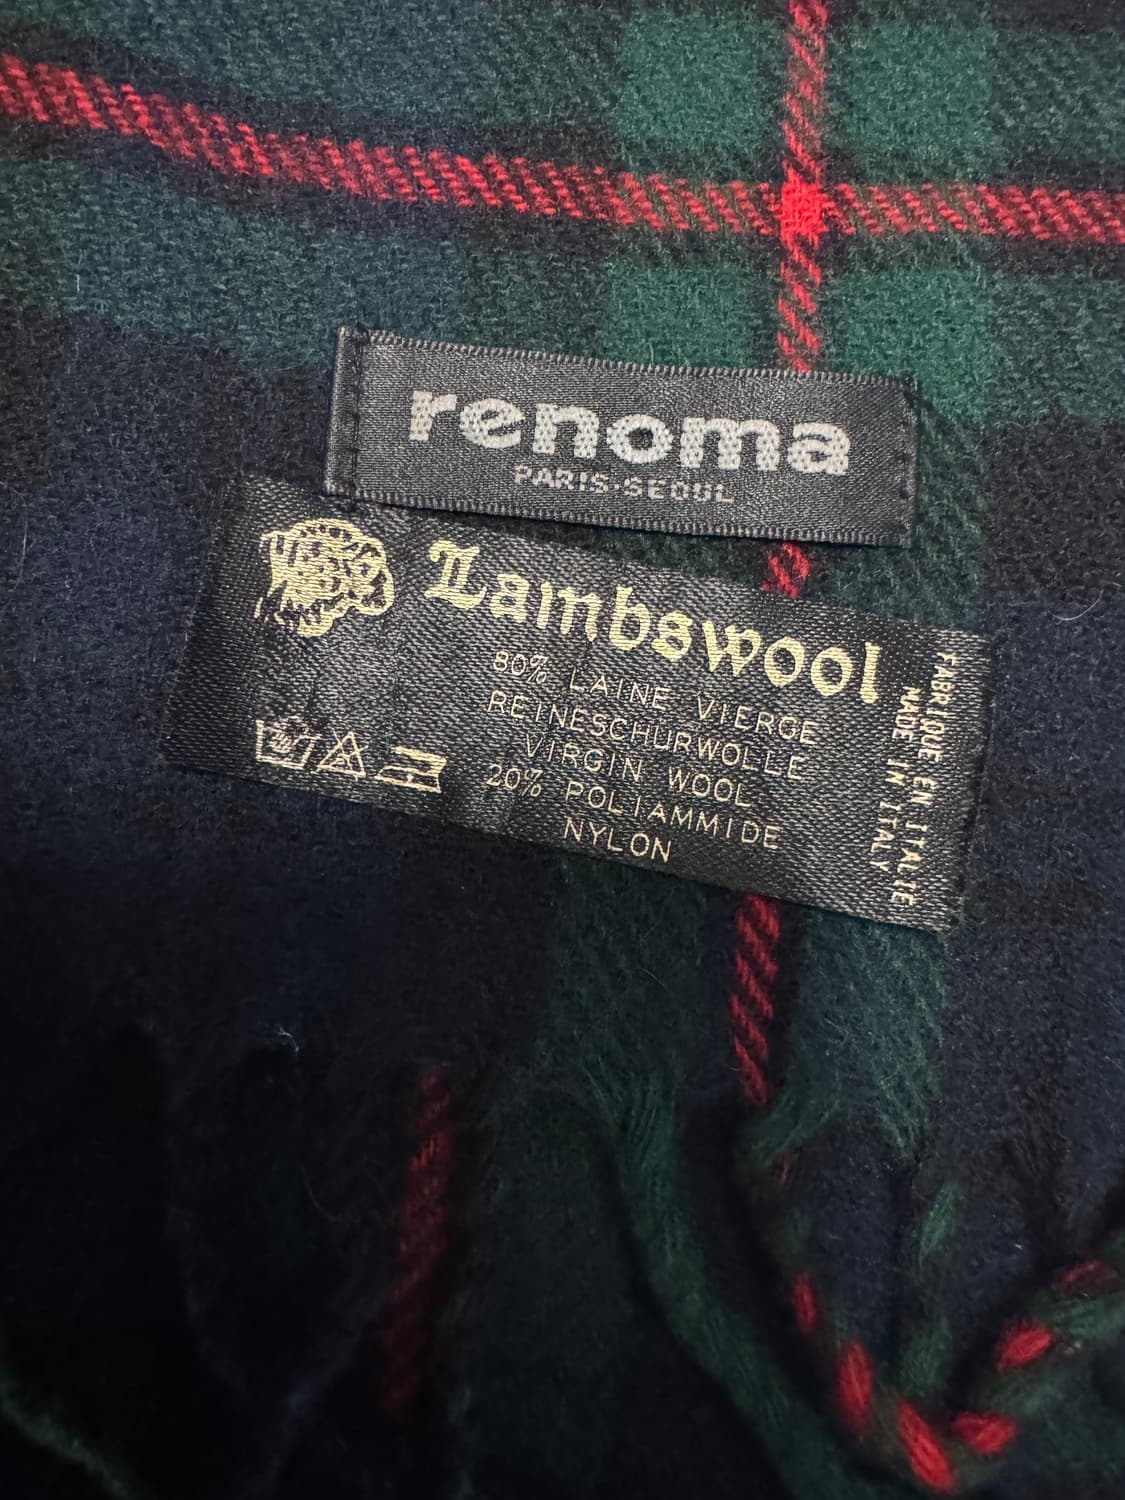 renoma
PARIS-SEOUL
Lambswool
80% LAINE VIERGE
REINESCHURWOLLE
VIRGIN WOOL
20% POLIAMMIDE
NYLON
FABRIQUE EN ITALIE
MADE IN ITALY